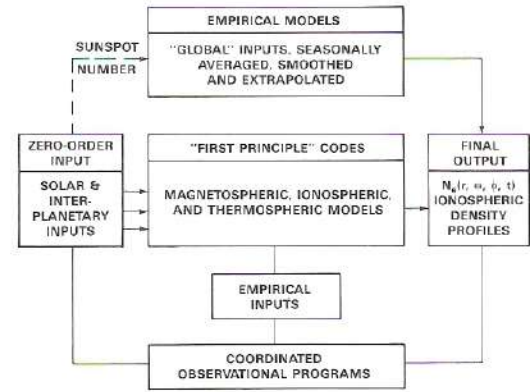 EMPIRICAL MODELS
SUNSPOT
NUMBER
"GLOBAL" INPUTS, SEASONALLY
AVERAGED, SMOOTHED
AND EXTRAPOLATED
ZERO-ORDER
INPUT
SOLAR &
INTER-
PLANETARY
INPUTS
"FIRST PRINCIPLE" CODES
MAGNETOSPHERIC, IONOSPHERIC,
AND THERMOSPHERIC MODELS
FINAL
OUTPUT
Ne(r, ω, ϕ, t)
IONOSPHERIC
DENSITY
PROFILES
EMPIRICAL
INPUTS
COORDINATED
OBSERVATIONAL PROGRAMS